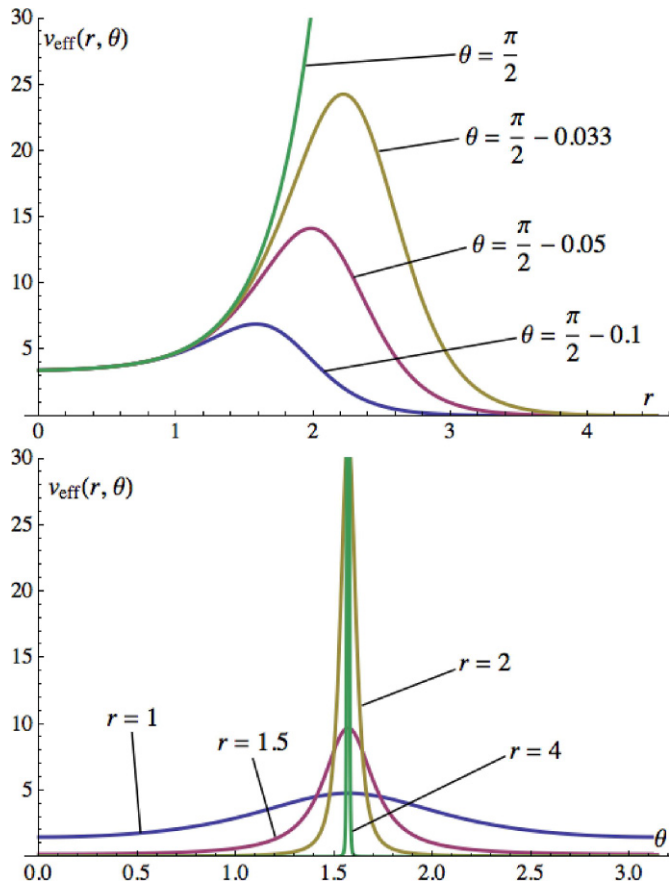 30
v_eff(r, θ)
θ = π/2
25
20
θ = π/2 − 0.033
15
θ = π/2 − 0.05
10
θ = π/2 − 0.1
5
r
0 1 2 3 4
30
v_eff(r, θ)
25
20
15
r = 2
10
r = 1
r = 1.5
r = 4
5
θ
0.0 0.5 1.0 1.5 2.0 2.5 3.0